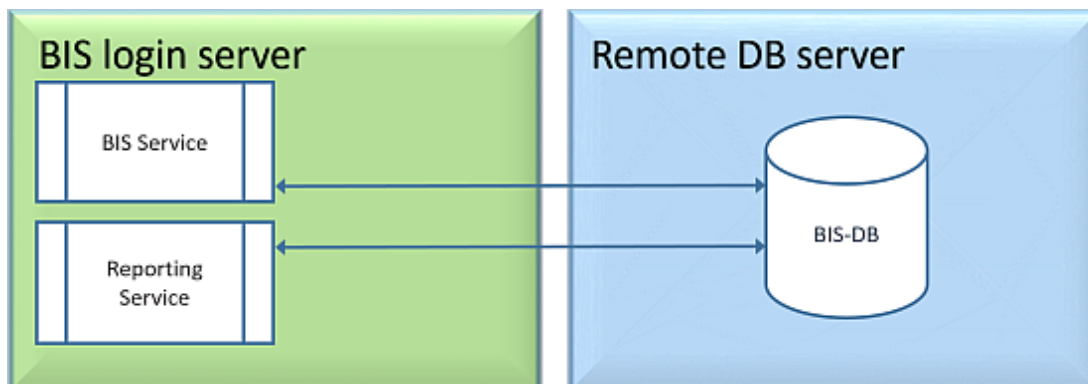 BIS login server
BIS Service
Reporting
Service
Remote DB server
BIS-DB